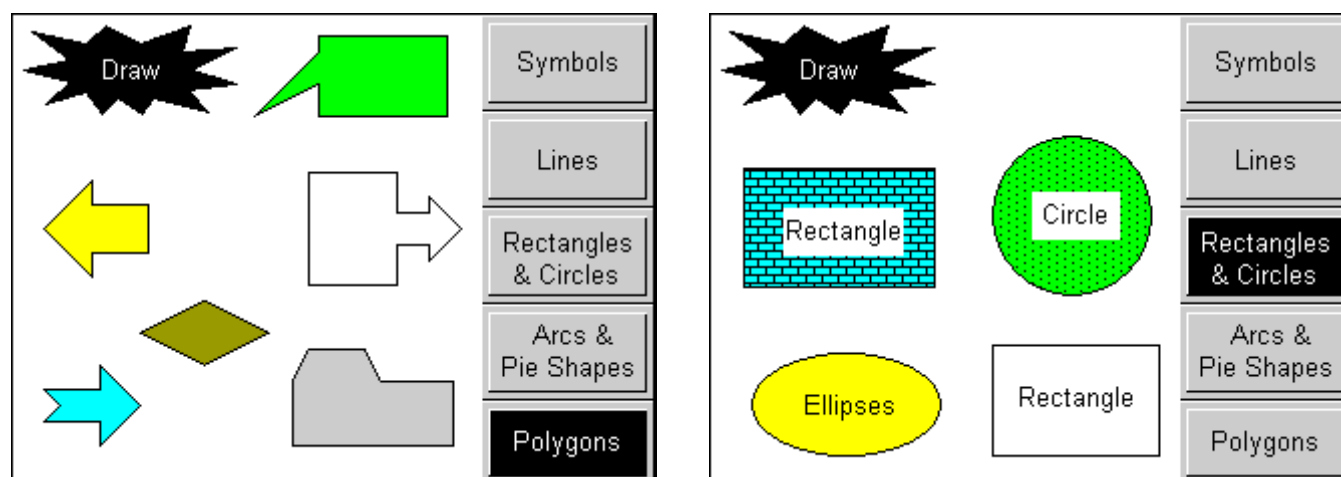 Draw
Symbols
Lines
Rectangles
& Circles
Arcs &
Pie Shapes
Polygons
Draw
Rectangle
Circle
Ellipses
Rectangle
Symbols
Lines
Rectangles
& Circles
Arcs &
Pie Shapes
Polygons